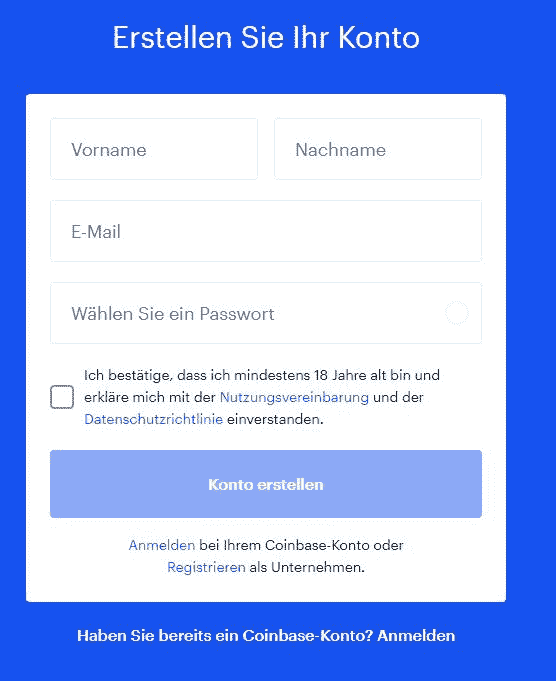 Erstellen Sie Ihr Konto
Vorname Nachname
E-Mail
Wählen Sie ein Passwort
Ich bestätige, dass ich mindestens 18 Jahre alt bin und
erkläre mich mit der Nutzungsvereinbarung und der
Datenschutzrichtlinie einverstanden.
Konto erstellen
Anmelden bei Ihrem Coinbase-Konto oder
Registrieren als Unternehmen.
Haben Sie bereits ein Coinbase-Konto? Anmelden